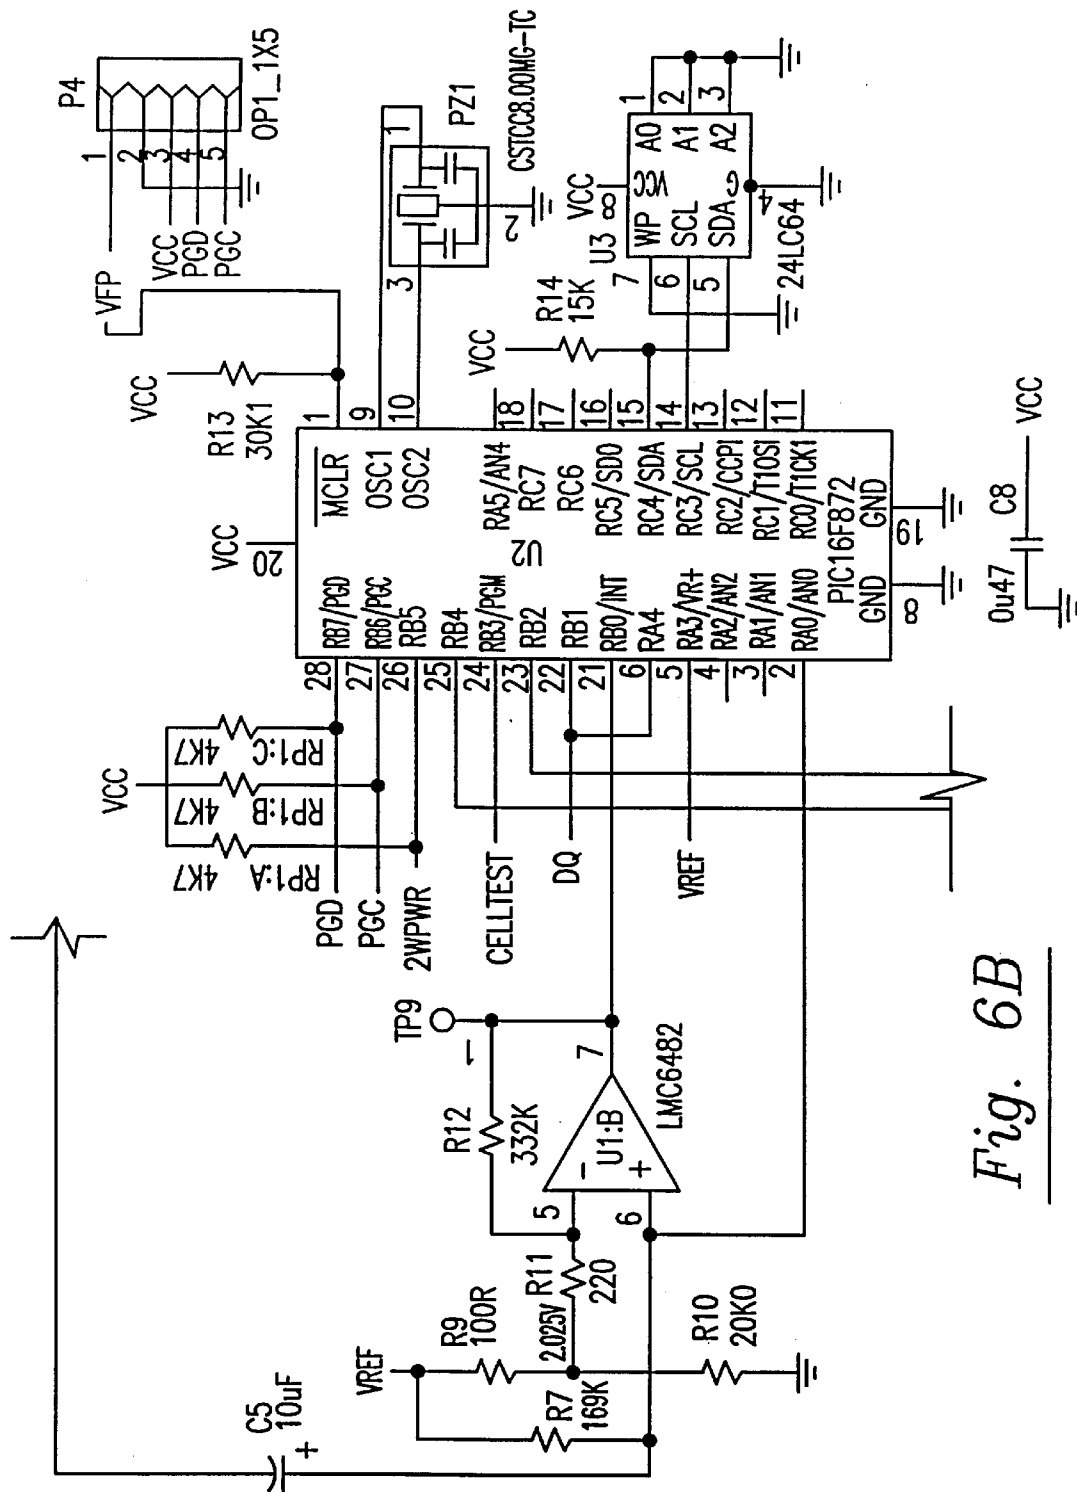 P4
OP1_1X5
1
2
3
4
5
VFP
VCC
PGD
PGC
VCC
R13
30K1
PZ1
CSTCC8.00MG-TC
1
2
3
VCC
R14
15K
VCC
8
U3
24LC64
WP
SCL
SDA
VCC
G
A0
A1
A2
7
6
5
4
1
2
3
VCC
20
U2
PIC16F872
MCLR
OSC1
OSC2
RA5/AN4
RC7
RC6
RC5/SDO
RC4/SDA
RC3/SCL
RC2/CCPI
RC1/T1OSI
RC0/T1CK1
GND
GND
1
9
10
18
17
16
15
14
13
12
11
19
8
RB7/PGD
RB6/PGC
RB5
RB4
RB3/PGM
RB2
RB1
RB0/INT
RA4
RA3/VR+
RA2/AN2
RA1/AN1
RA0/AN0
28
27
26
25
24
23
22
21
6
5
4
3
2
C8
0u47
VCC
VCC
4K7
RP1:C
4K7
RP1:B
4K7
RP1:A
PGD
PGC
2WPWR
CELLTEST
DQ
VREF
TP9
1
R12
332K
7
LMC6482
U1:B
-
+
5
6
R11
220
R9
100R
2.025V
R10
20K0
VREF
R7
169K
C5
10uF
+
Fig. 6B